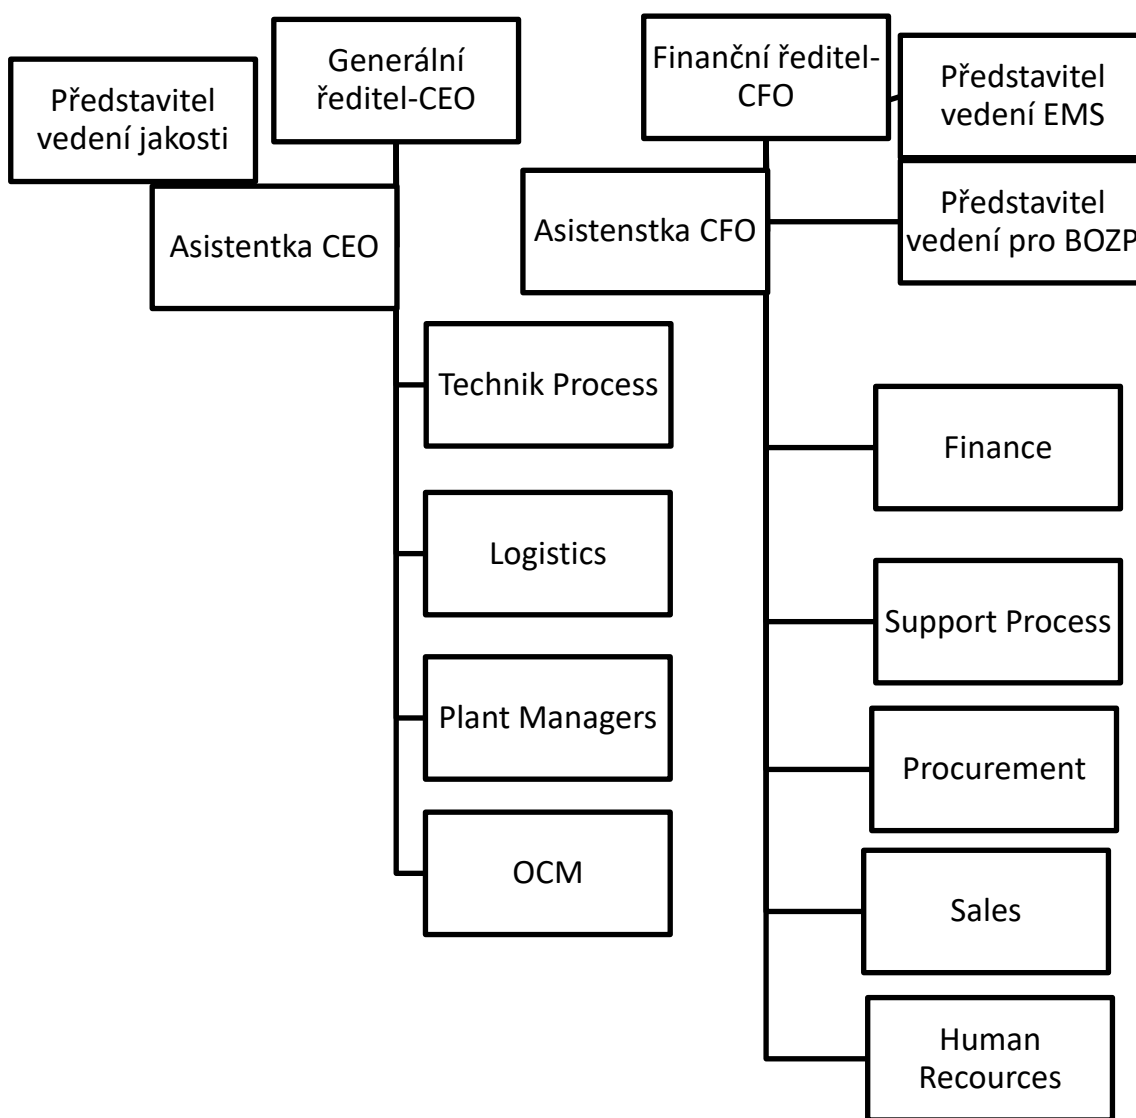 Představitel
vedení jakosti
Generální
ředitel-CEO
Asistentka CEO
Technik Process
Logistics
Plant Managers
OCM
Finanční ředitel-
CFO
Představitel
vedení EMS
Asistenstka CFO
Představitel
vedení pro BOZP
Finance
Support Process
Procurement
Sales
Human
Recources